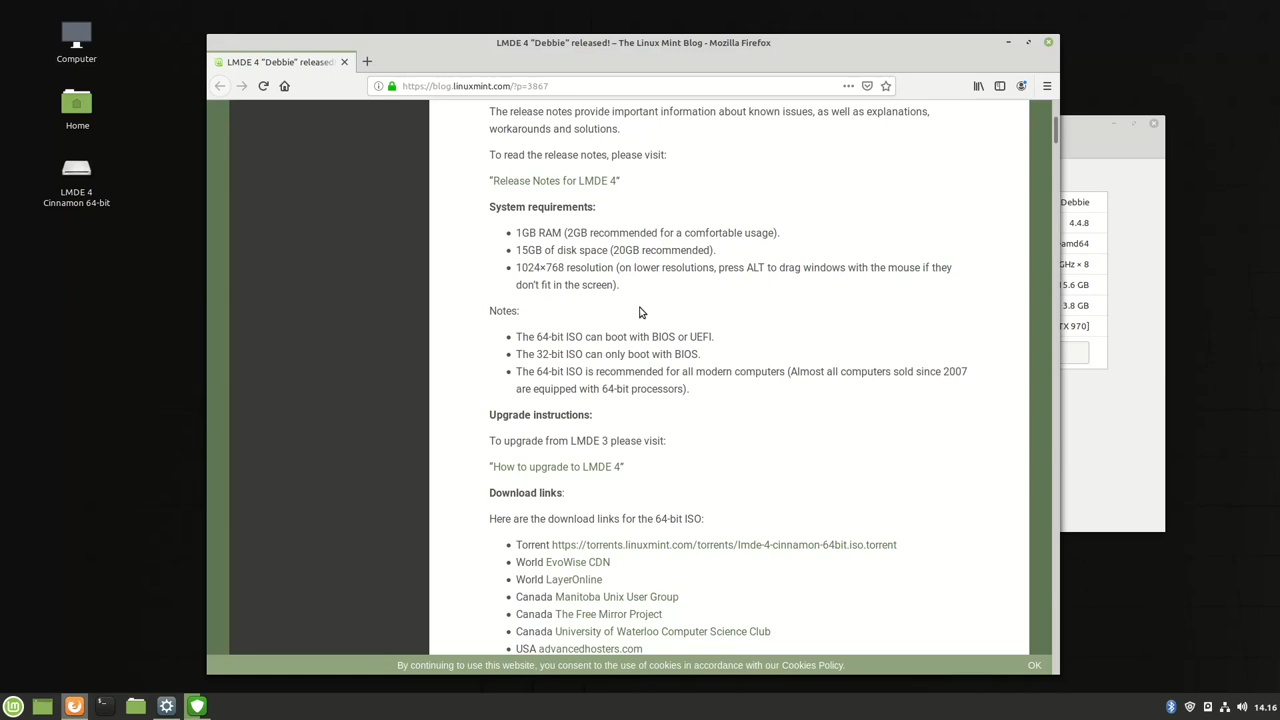 Computer
Home
LMDE 4
Cinnamon 64-bit
LMDE 4 "Debbie" released! – The Linux Mint Blog - Mozilla Firefox
LMDE 4 "Debbie" released!
https://blog.linuxmint.com/?p=3867
The release notes provide important information about known issues, as well as explanations,
workarounds and solutions.
To read the release notes, please visit:
“Release Notes for LMDE 4”
System requirements:
• 1GB RAM (2GB recommended for a comfortable usage).
• 15GB of disk space (20GB recommended).
• 1024×768 resolution (on lower resolutions, press ALT to drag windows with the mouse if they
don’t fit in the screen).
Notes:
• The 64-bit ISO can boot with BIOS or UEFI.
• The 32-bit ISO can only boot with BIOS.
• The 64-bit ISO is recommended for all modern computers (Almost all computers sold since 2007
are equipped with 64-bit processors).
Upgrade instructions:
To upgrade from LMDE 3 please visit:
“How to upgrade to LMDE 4”
Download links:
Here are the download links for the 64-bit ISO:
• Torrent https://torrents.linuxmint.com/torrents/lmde-4-cinnamon-64bit.iso.torrent
• World EvoWise CDN
• World LayerOnline
• Canada Manitoba Unix User Group
• Canada The Free Mirror Project
• Canada University of Waterloo Computer Science Club
• USA advancedhosters.com
By continuing to use this website, you consent to the use of cookies in accordance with our Cookies Policy.
OK
Debbie
4.4.8
amd64
GHz × 8
5.6 GB
3.8 GB
TX 970]
14.16